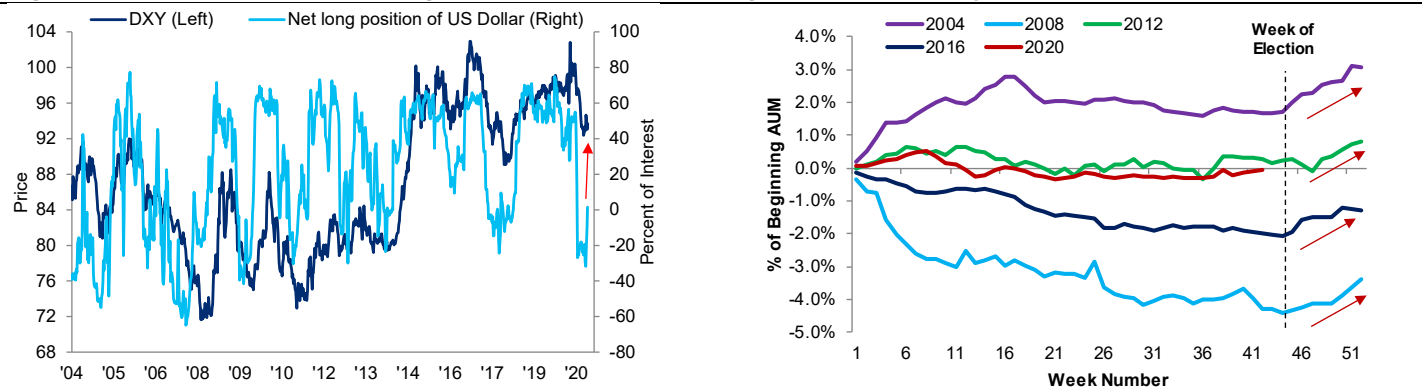 DXY (Left)
Net long position of US Dollar (Right)
104
100
96
92
88
84
80
76
72
68
Price
100
80
60
40
20
0
-20
-40
-60
-80
Percent of Interest
'04 '05 '06 '08 '09 '10 '12 '13 '14 '16 '17 '18 '20
2004 2008 2012
2016 2020
Week of
Election
4.0%
3.0%
2.0%
1.0%
0.0%
-1.0%
-2.0%
-3.0%
-4.0%
-5.0%
% of Beginning AUM
1 6 11 16 21 26 31 36 41 46 51
Week Number